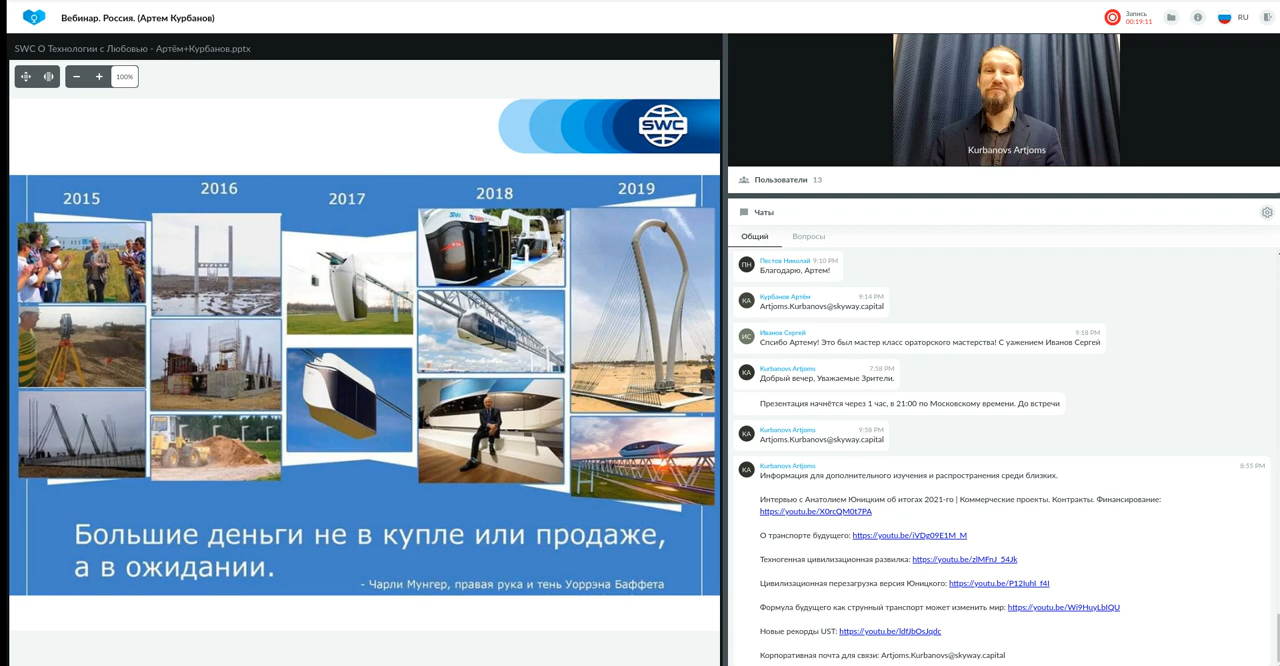 Вебинар. Россия. (Артем Курбанов)
Запись
00:19:11
RU
SWC О Технологии с Любовью - Артём+Курбанов.pptx
100%
SWC
2015
2016
2017
2018
2019
Большие деньги не в купле или продаже,
а в ожидании.
- Чарли Мунгер, правая рука и тень Уоррэна Баффета
Kurbanovs Artjoms
Пользователи 13
Чаты
Общий
Вопросы
ПН
Пестов Николай 9:10 PM
Благодарю, Артем!
КА
Курбанов Артём 9:14 PM
Artjoms.Kurbanovs@skyway.capital
ИС
Иванов Сергей 9:18 PM
Спсибо Артему! Это был мастер класс ораторского мастерства! С уажением Иванов Сергей
KA
Kurbanovs Artjoms 7:58 PM
Добрый вечер, Уважаемые Зрители.
Презентация начнётся через 1 час, в 21:00 по Московскому времени. До встречи
KA
Kurbanovs Artjoms 9:58 PM
Artjoms.Kurbanovs@skyway.capital
KA
Kurbanovs Artjoms 8:55 PM
Информация для дополнительного изучения и распространения среди близких.
Интервью с Анатолием Юницким об итогах 2021-го | Коммерческие проекты. Контракты. Финансирование:
https://youtu.be/X0rcQM0t7PA
О транспорте будущего: https://youtu.be/iVDg09E1M_M
Техногенная цивилизационная развилка: https://youtu.be/zlMFnJ_54Jk
Цивилизационная перезагрузка версия Юницкого: https://youtu.be/P12IuhI_f4I
Формула будущего как струнный транспорт может изменить мир: https://youtu.be/Wi9HuyLbIQU
Новые рекорды UST: https://youtu.be/ldfJbOsJqdc
Корпоративная почта для связи: Artjoms.Kurbanovs@skyway.capital